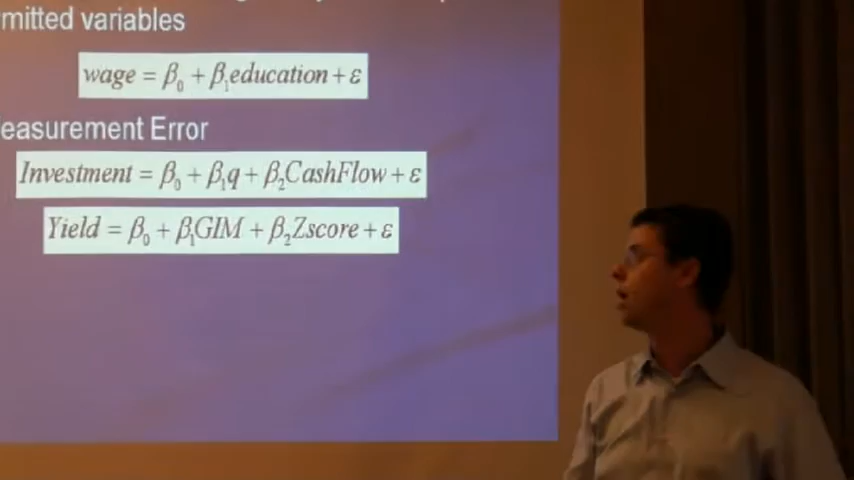 mitted variables
wage = β₀ + β₁education + ε
easurement Error
Investment = β₀ + β₁q + β₂CashFlow + ε
Yield = β₀ + β₁GIM + β₂Zscore + ε